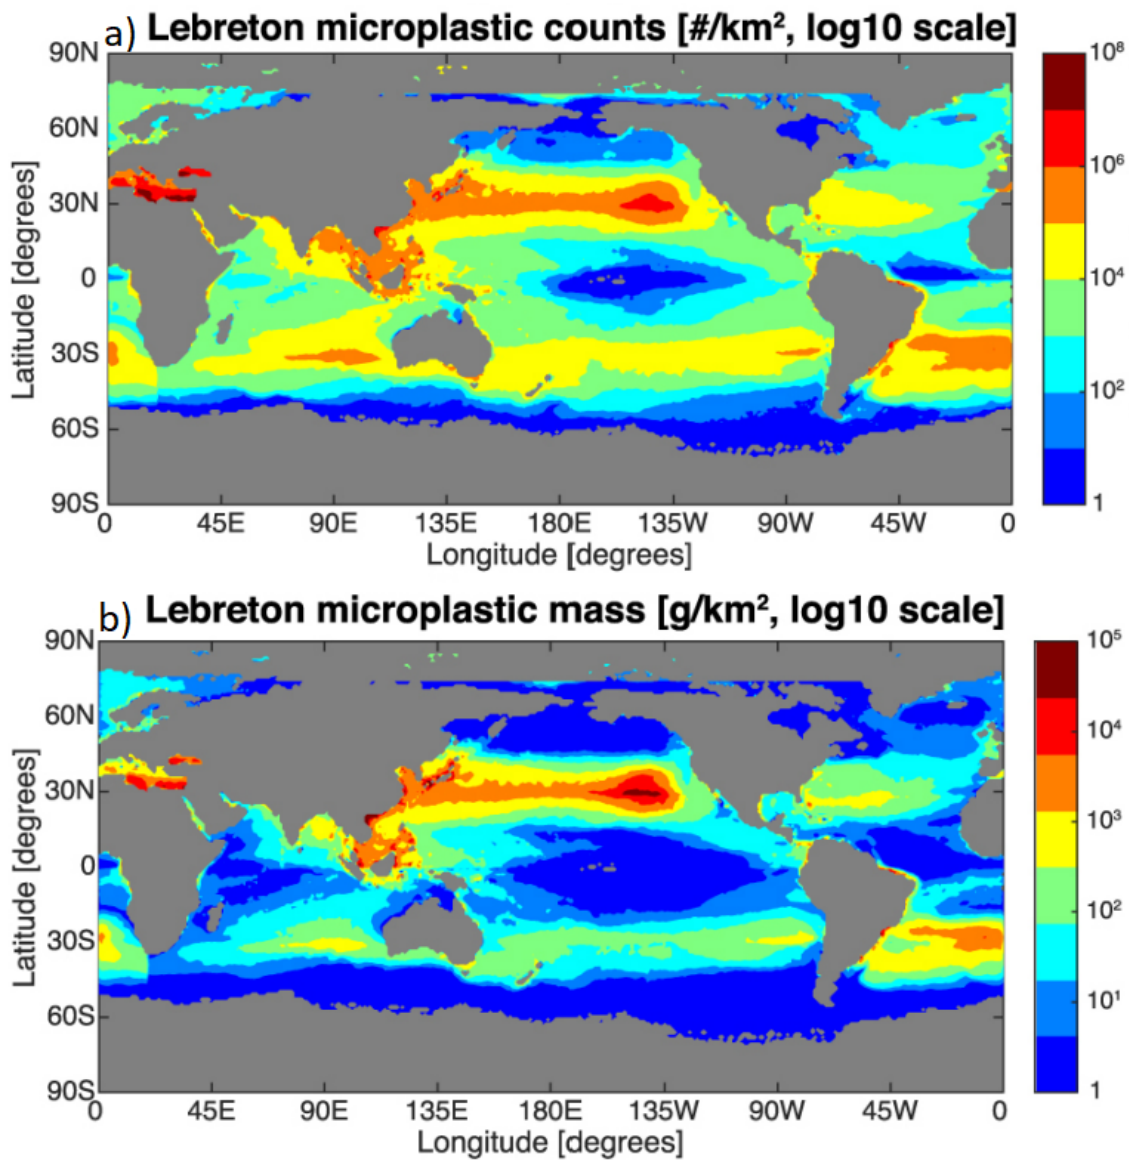 a) Lebreton microplastic counts [#/km², log10 scale]
90N
60N
30N
0
30S
60S
90S
Latitude [degrees]
0 45E 90E 135E 180E 135W 90W 45W 0
Longitude [degrees]
10⁸
10⁶
10⁴
10²
1
b) Lebreton microplastic mass [g/km², log10 scale]
90N
60N
30N
0
30S
60S
90S
Latitude [degrees]
0 45E 90E 135E 180E 135W 90W 45W 0
Longitude [degrees]
10⁵
10⁴
10³
10²
10¹
1